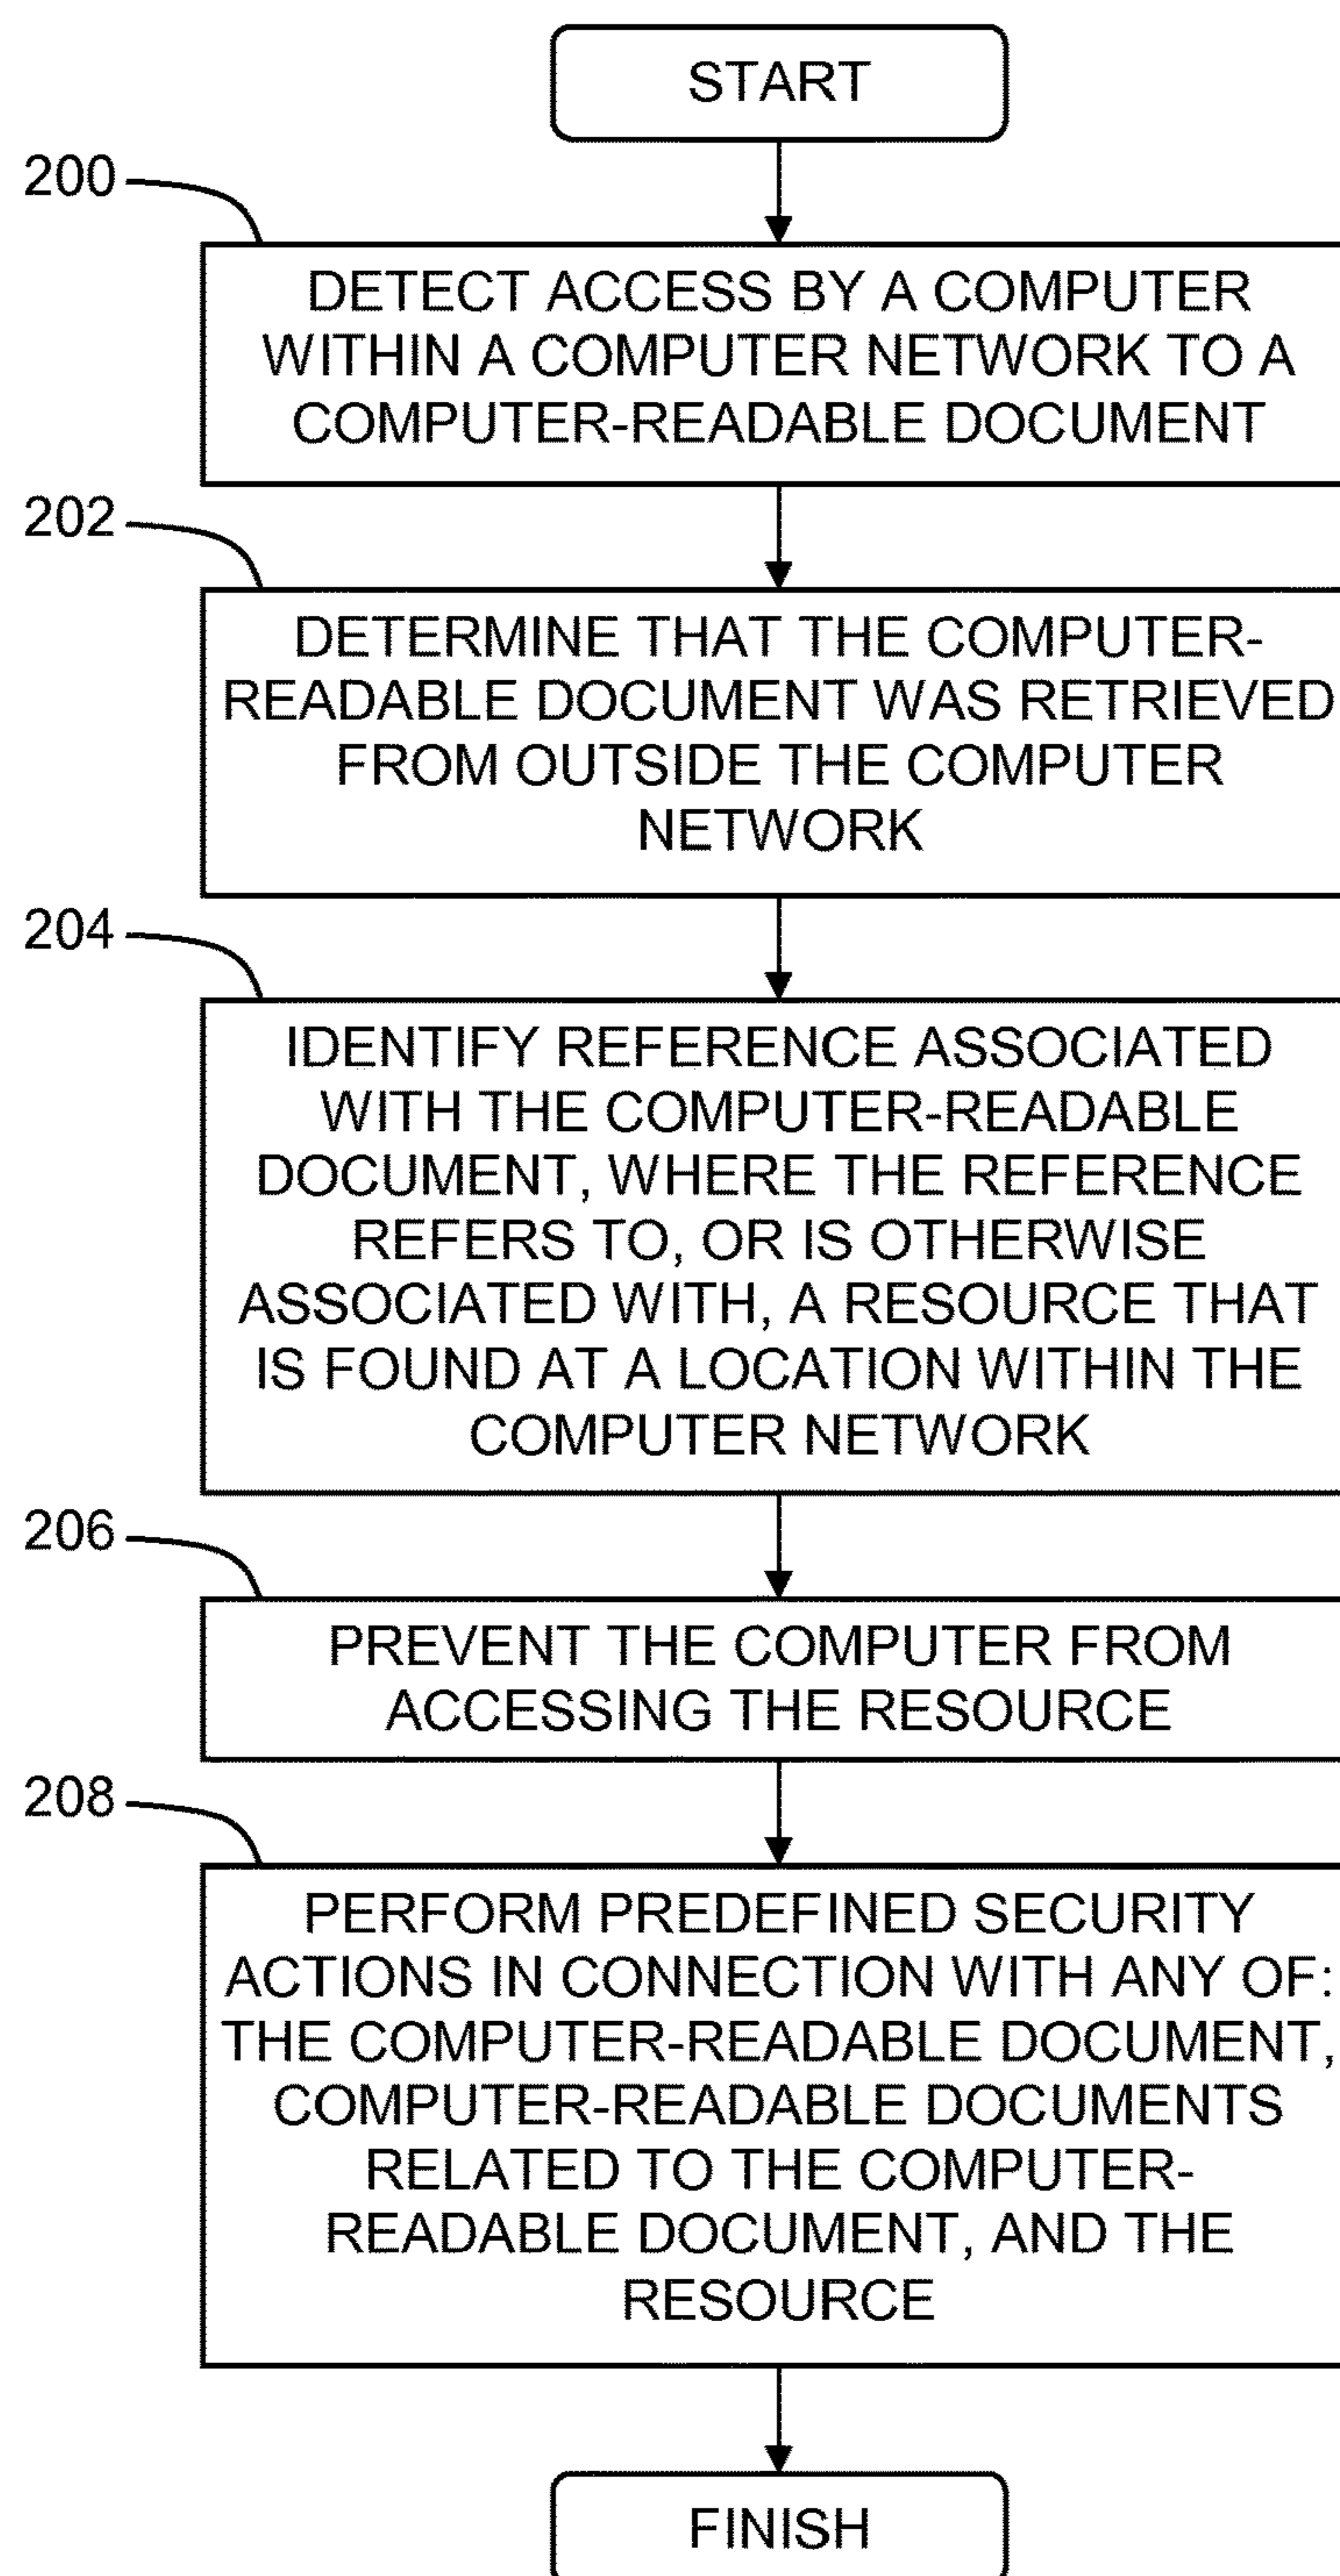 START
200
DETECT ACCESS BY A COMPUTER
WITHIN A COMPUTER NETWORK TO A
COMPUTER-READABLE DOCUMENT
202
DETERMINE THAT THE COMPUTER-
READABLE DOCUMENT WAS RETRIEVED
FROM OUTSIDE THE COMPUTER
NETWORK
204
IDENTIFY REFERENCE ASSOCIATED
WITH THE COMPUTER-READABLE
DOCUMENT, WHERE THE REFERENCE
REFERS TO, OR IS OTHERWISE
ASSOCIATED WITH, A RESOURCE THAT
IS FOUND AT A LOCATION WITHIN THE
COMPUTER NETWORK
206
PREVENT THE COMPUTER FROM
ACCESSING THE RESOURCE
208
PERFORM PREDEFINED SECURITY
ACTIONS IN CONNECTION WITH ANY OF:
THE COMPUTER-READABLE DOCUMENT,
COMPUTER-READABLE DOCUMENTS
RELATED TO THE COMPUTER-
READABLE DOCUMENT, AND THE
RESOURCE
FINISH